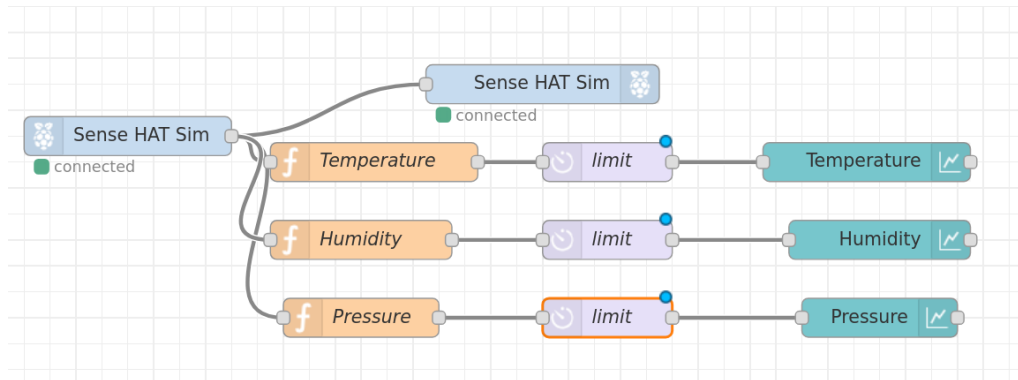 Sense HAT Sim
connected
Sense HAT Sim
connected
Temperature
limit
Temperature
Humidity
limit
Humidity
Pressure
limit
Pressure